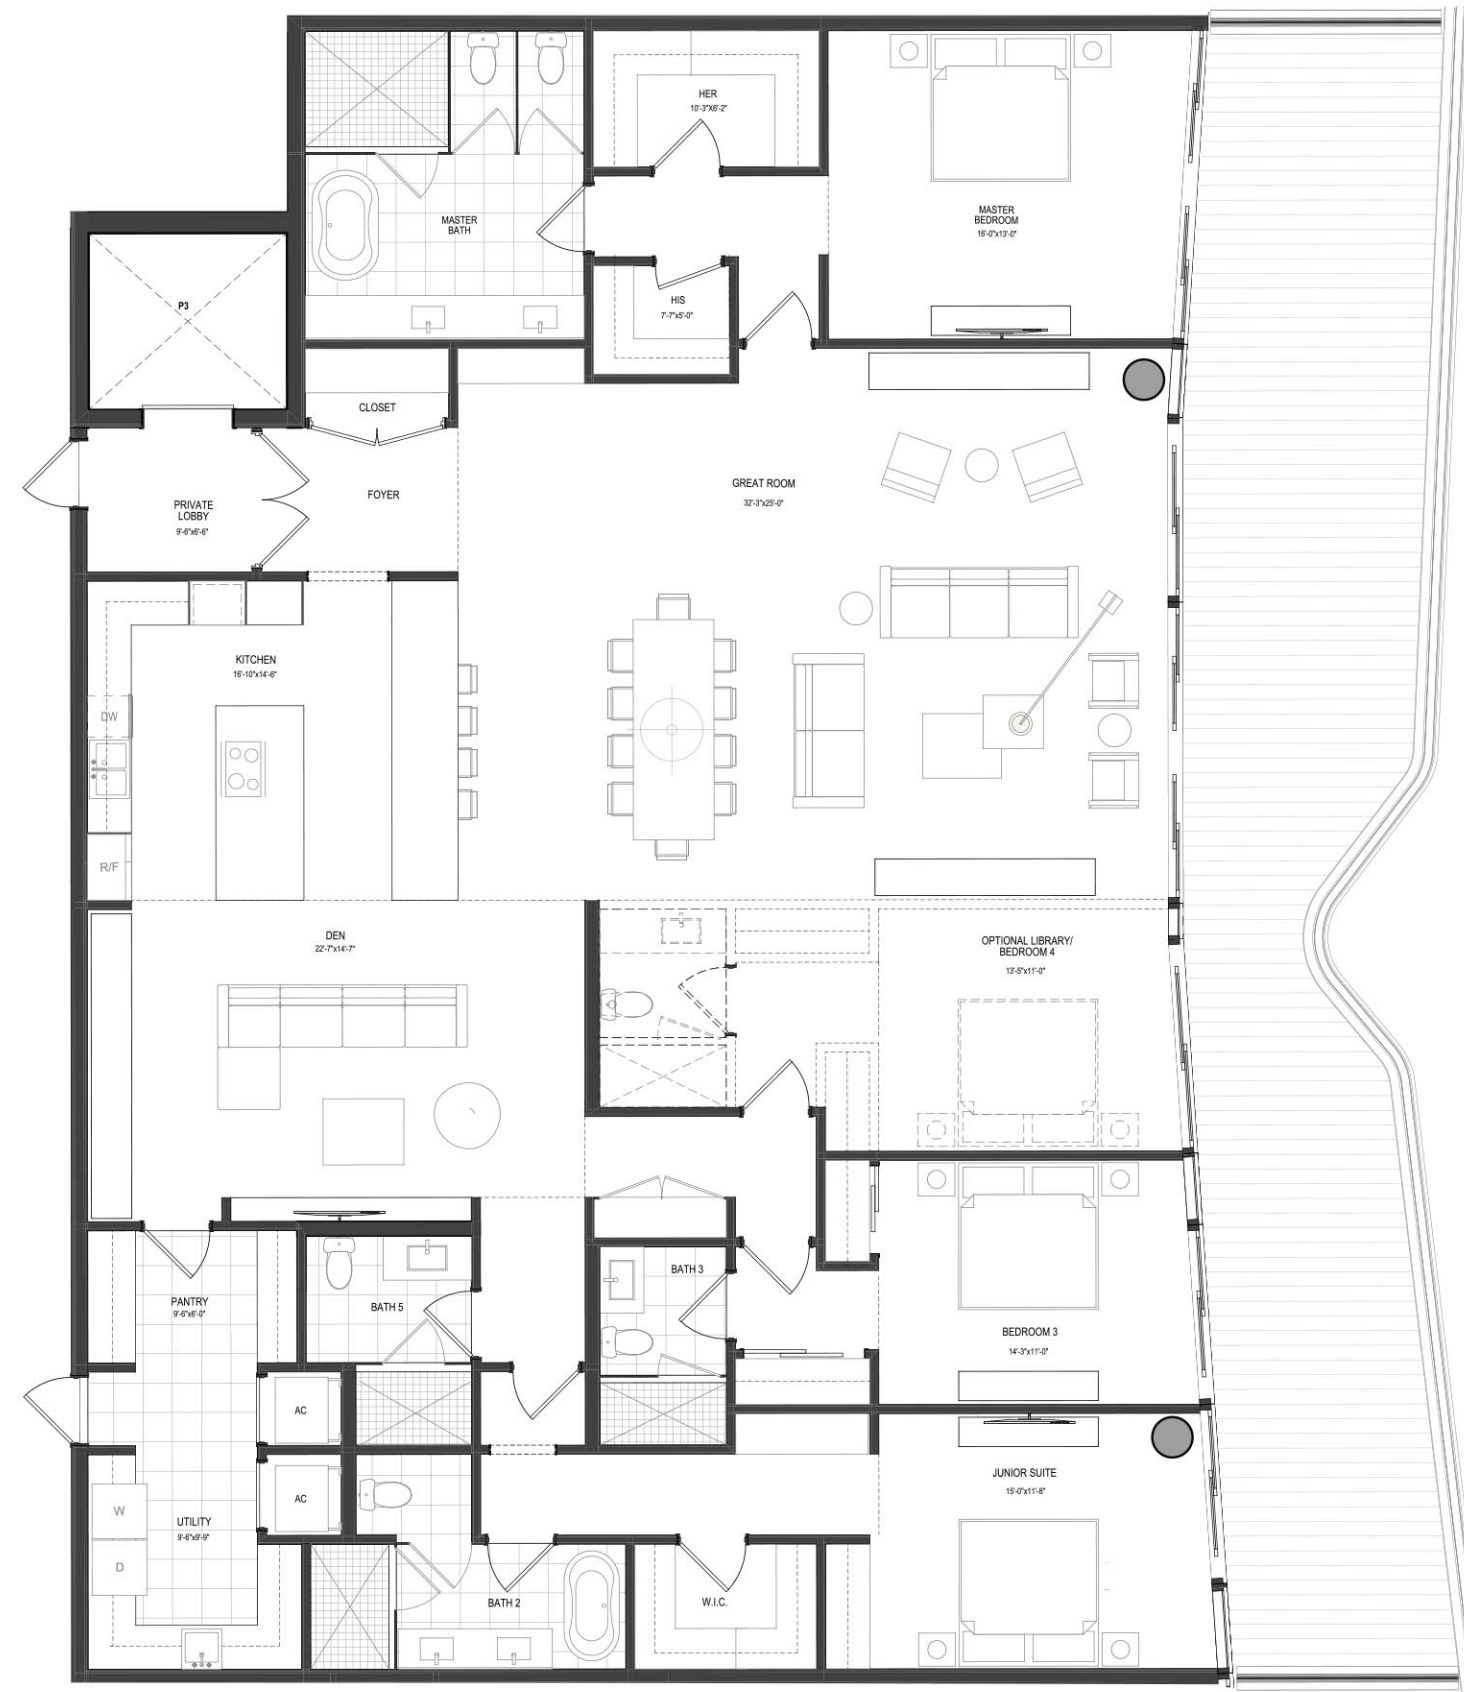 HER
10'-3"X6'-2"
MASTER
BATH
MASTER
BEDROOM
16'-0"x13'-0"
P3
HIS
7'-7"x5'-0"
CLOSET
FOYER
GREAT ROOM
32'-3"x25'-0"
PRIVATE
LOBBY
9'-6"x6'-6"
KITCHEN
16'-10"x14'-6"
DW
R/F
DEN
22'-7"x14'-7"
OPTIONAL LIBRARY/
BEDROOM 4
13'-5"x11'-0"
PANTRY
9'-6"x6'-0"
BATH 5
BATH 3
BEDROOM 3
14'-3"x11'-0"
AC
AC
JUNIOR SUITE
15'-0"x11'-8"
W
UTILITY
9'-6"x9'-9"
D
BATH 2
W.I.C.